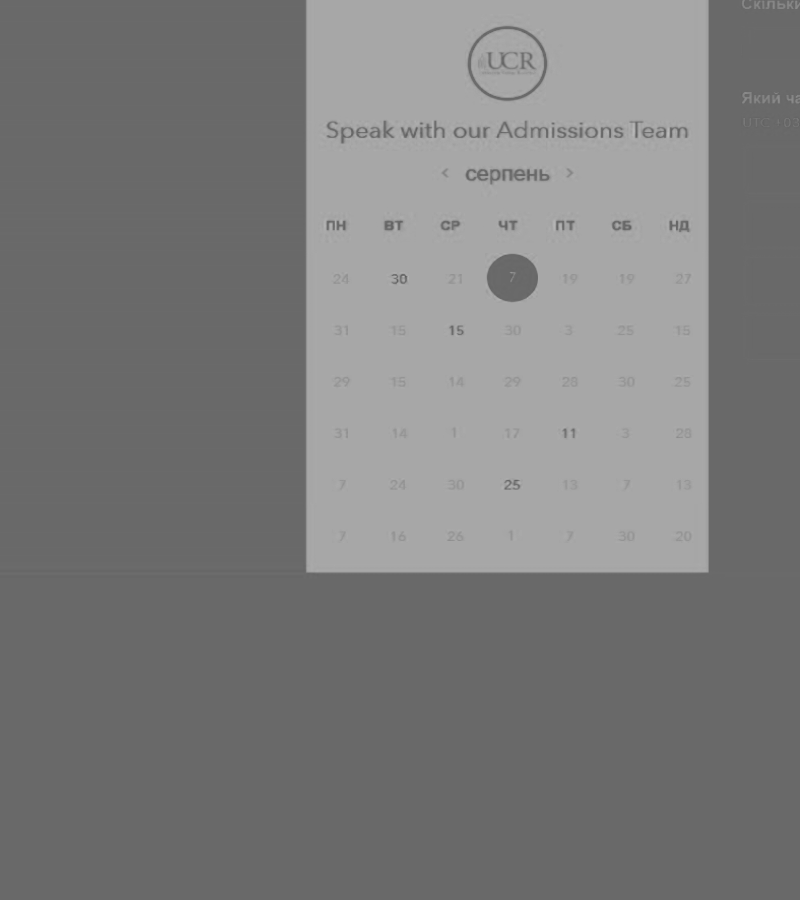 Скільки
UCR
Який ча
Speak with our Admissions Team
< серпень >
ПН ВТ СР ЧТ ПТ СБ НД
24 30 21 7 19 19 27
31 15 15 30 3 25 15
29 15 14 29 28 30 25
31 14 1 17 11 3 28
7 24 30 25 13 7 13
7 16 26 1 7 30 20